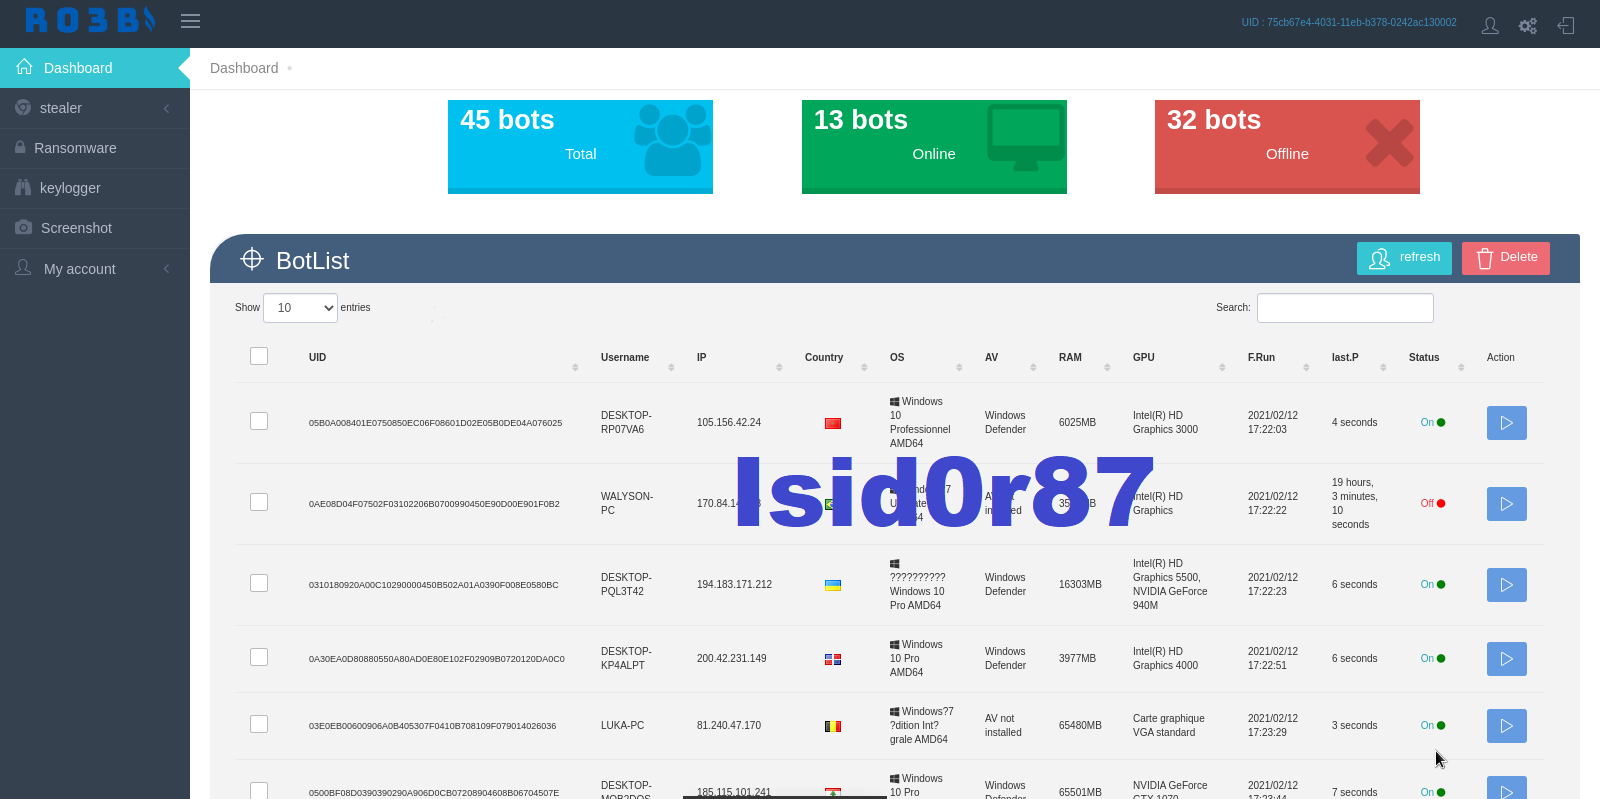 RO3B
UID : 75cb67e4-4031-11eb-b378-0242ac130002
Dashboard
stealer
Ransomware
keylogger
Screenshot
My account
Dashboard
45 bots
Total
13 bots
Online
32 bots
Offline
BotList
refresh
Delete
Show 10 entries
Search:
UID Username IP Country OS AV RAM GPU F.Run last.P Status Action
05B0A008401E0750850EC06F08601D02E05B0DE04A076025
DESKTOP-
RP07VA6
105.156.42.24
Windows
10
Professionnel
AMD64
Windows
Defender
6025MB
Intel(R) HD
Graphics 3000
2021/02/12
17:22:03
4 seconds
On
Isid0r87
0AE08D04F07502F03102206B0700990450E90D00E901F0B2
WALYSON-
PC
Intel(R) HD
Graphics
2021/02/12
17:22:22
19 hours,
3 minutes,
10
seconds
Off
0310180920A00C10290000450B502A01A0390F008E0580BC
DESKTOP-
PQL3T42
194.183.171.212
??????????
Windows 10
Pro AMD64
Windows
Defender
16303MB
Intel(R) HD
Graphics 5500,
NVIDIA GeForce
940M
2021/02/12
17:22:23
6 seconds
On
0A30EA0D80880550A80AD0E80E102F02909B0720120DA0C0
DESKTOP-
KP4ALPT
200.42.231.149
Windows
10 Pro
AMD64
Windows
Defender
3977MB
Intel(R) HD
Graphics 4000
2021/02/12
17:22:51
6 seconds
On
03E0EB00600906A0B405307F0410B708109F079014026036
LUKA-PC
81.240.47.170
Windows?7
?dition Int?
grale AMD64
AV not
installed
65480MB
Carte graphique
VGA standard
2021/02/12
17:23:29
3 seconds
On
0500BF08D0390390290A906D0CB07208904608B06704507E
DESKTOP-
185.115.101.241
Windows
10 Pro
Windows
Defender
65501MB
NVIDIA GeForce
GTX 1070
2021/02/12
17:23:44
7 seconds
On